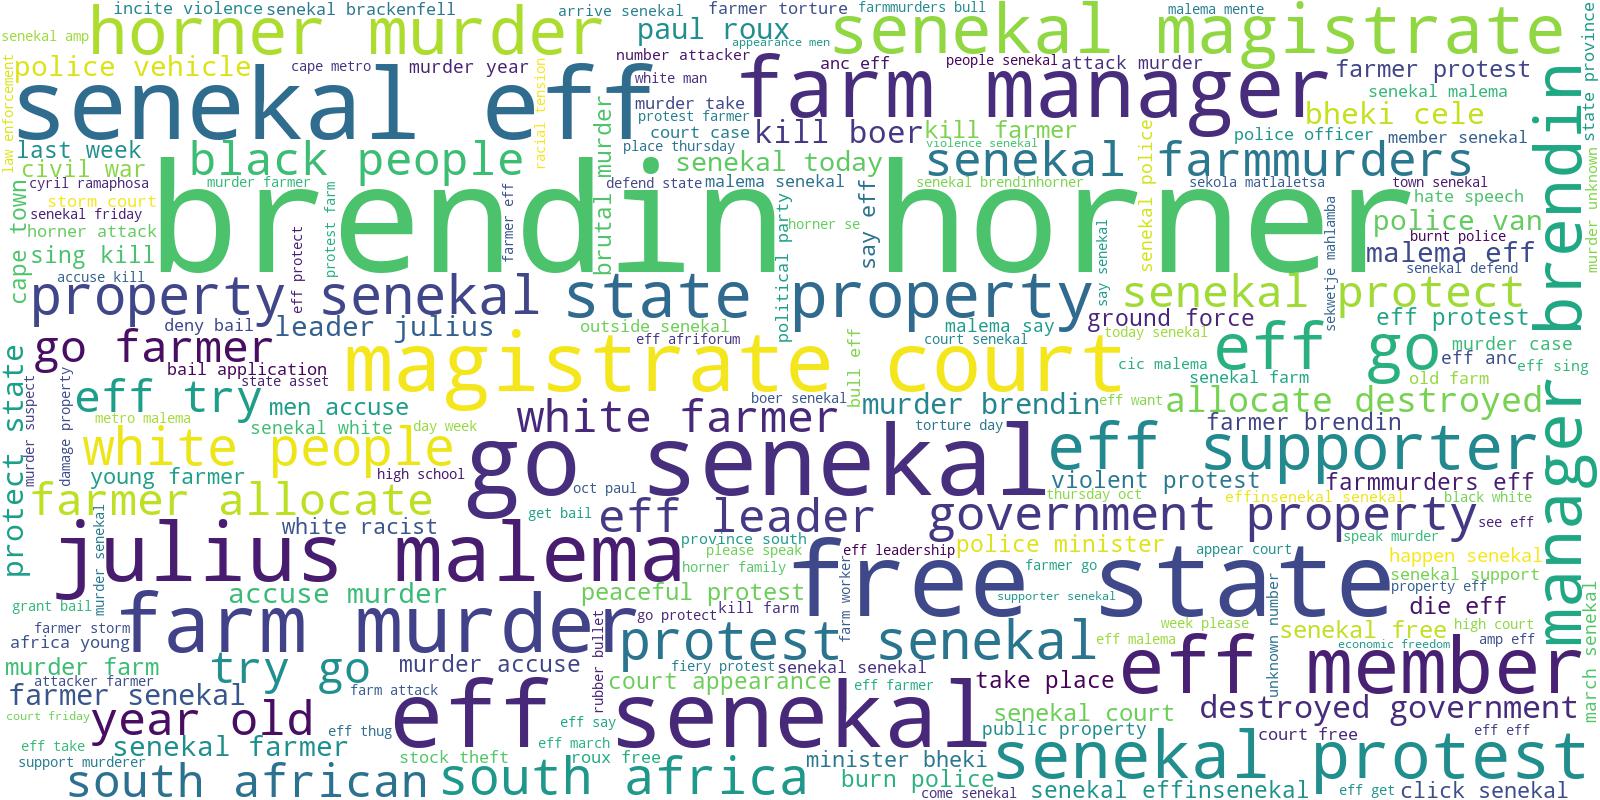 incite violence
senekal brackenfell
arrive senekal
farmer torture
farmmurders bull
malema mente
senekal amp
horner murder
paul roux
appearance men
senekal magistrate
police vehicle
cape metro
murder year
number attacker
anc eff
people senekal
attack murder
farmer protest
law enforcement
senekal eff
racial tension
white man
farm manager
senekal malema
state province
murder take
protest farmer
bheki cele
court case
kill boer
kill farmer
police officer
member senekal
last week
black people
brutal murder
place thursday
violence senekal
civil war
senekal today
senekal farmmurders
cyril ramaphosa
murder farmer
defend state
malema senekal
senekal brendinhorner
senekal police
sekola matlaletsa
town senekal
storm court
hate speech
senekal friday
brendin horner
police van
horner attack
horner se
burnt police
sing kill
protest farm
farmer eff
political party
say eff
malema eff
cape town
accuse kill
eff protect
say senekal
sekwetje mahlamba
senekal defend
murder unknown
property senekal
state property
senekal protect
manager brendin
deny bail
leader julius
outside senekal
malema say
ground force
eff protest
go farmer
eff afriforum
court senekal
today senekal
murder case
bail application
magistrate court
cic malema
eff go
eff anc
eff sing
state asset
senekal farm
old farm
eff try
men accuse
boer senekal
bull eff
murder brendin
eff want
allocate destroyed
protect state
murder suspect
damage property
metro malema
senekal white
day week
white farmer
torture day
farmer brendin
white people
go senekal
eff supporter
young farmer
high school
violent protest
farmmurders eff
farmer allocate
oct paul
thursday oct
effinsenekal senekal
black white
get bail
eff leader
government property
see eff
white racist
murder senekal
julius malema
province south
please speak
eff leadership
police minister
appear court
speak murder
happen senekal
horner family
free state
farmer go
senekal support
accuse murder
peaceful protest
supporter senekal
property eff
grant bail
farm murder
go protect
kill farm
farm worker
unknown number
die eff
farmer storm
week please
senekal free
high court
africa young
rubber bullet
protest senekal
eff malema
economic freedom
amp eff
march senekal
murder farm
try go
murder accuse
fiery protest
senekal senekal
eff member
attacker farmer
court appearance
eff farmer
take place
farmer senekal
farm attack
eff senekal
senekal court
destroyed government
court friday
year old
eff thug
eff say
public property
court free
eff eff
eff take
senekal farmer
eff march
senekal protest
support murderer
stock theft
roux free
minister bheki
south african
south africa
burn police
come senekal
senekal effinsenekal
eff get
click senekal